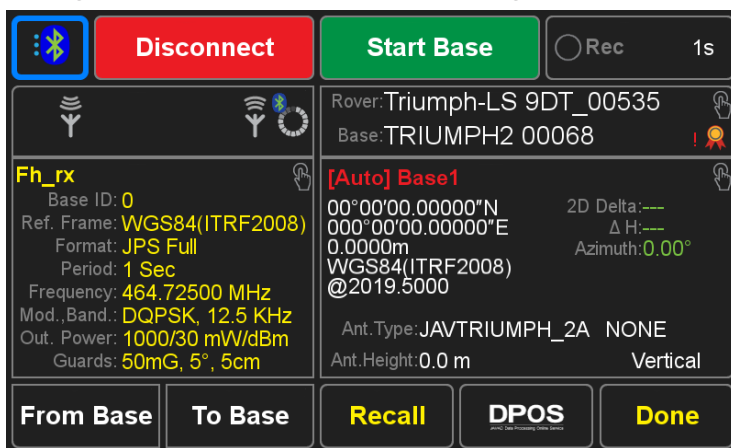 Disconnect
Start Base
Rec 1s
Rover:Triumph-LS 9DT_00535
Base:TRIUMPH2 00068
!
Fh_rx
Base ID: 0
Ref. Frame: WGS84(ITRF2008)
Format: JPS Full
Period: 1 Sec
Frequency: 464.72500 MHz
Mod.,Band.: DQPSK, 12.5 KHz
Out. Power: 1000/30 mW/dBm
Guards: 50mG, 5°, 5cm
[Auto] Base1
00°00'00.00000"N
000°00'00.00000"E
0.0000m
WGS84(ITRF2008)
@2019.5000
2D Delta:---
Δ H:---
Azimuth:0.00°
Ant.Type:JAVTRIUMPH_2A NONE
Ant.Height:0.0 m Vertical
From Base
To Base
Recall
DPOS
Done